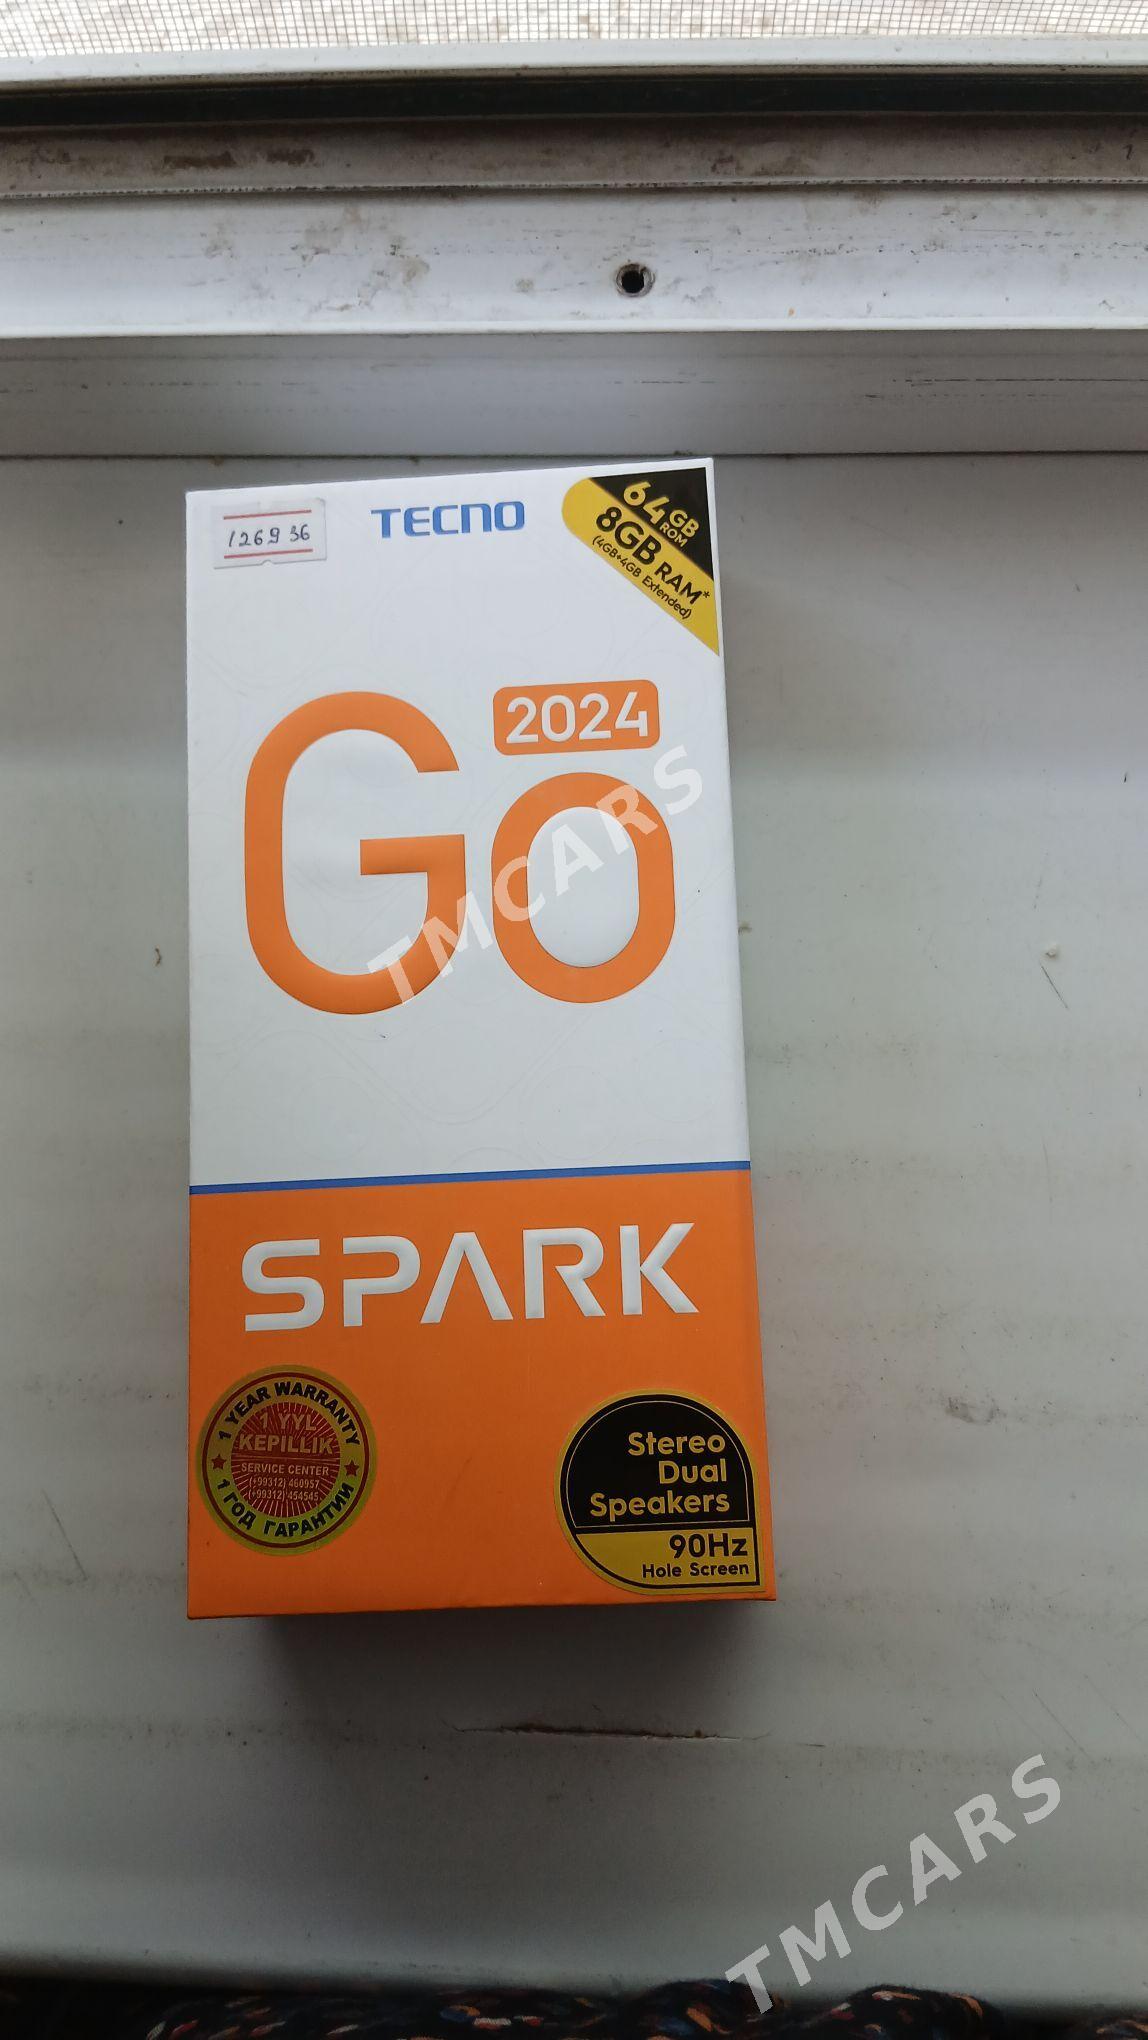 126936
TECNO
64GB
ROM
8GB RAM*
(4GB+4GB Extended)
2024
Go
TMCARS
SPARK
1 YEAR WARRANTY
1 YYL
KEPILLIK
SERVICE CENTER
(+99312) 460957
(+99312) 454545
1 ГОД ГАРАНТИИ
Stereo
Dual
Speakers
90Hz
Hole Screen
TMCARS